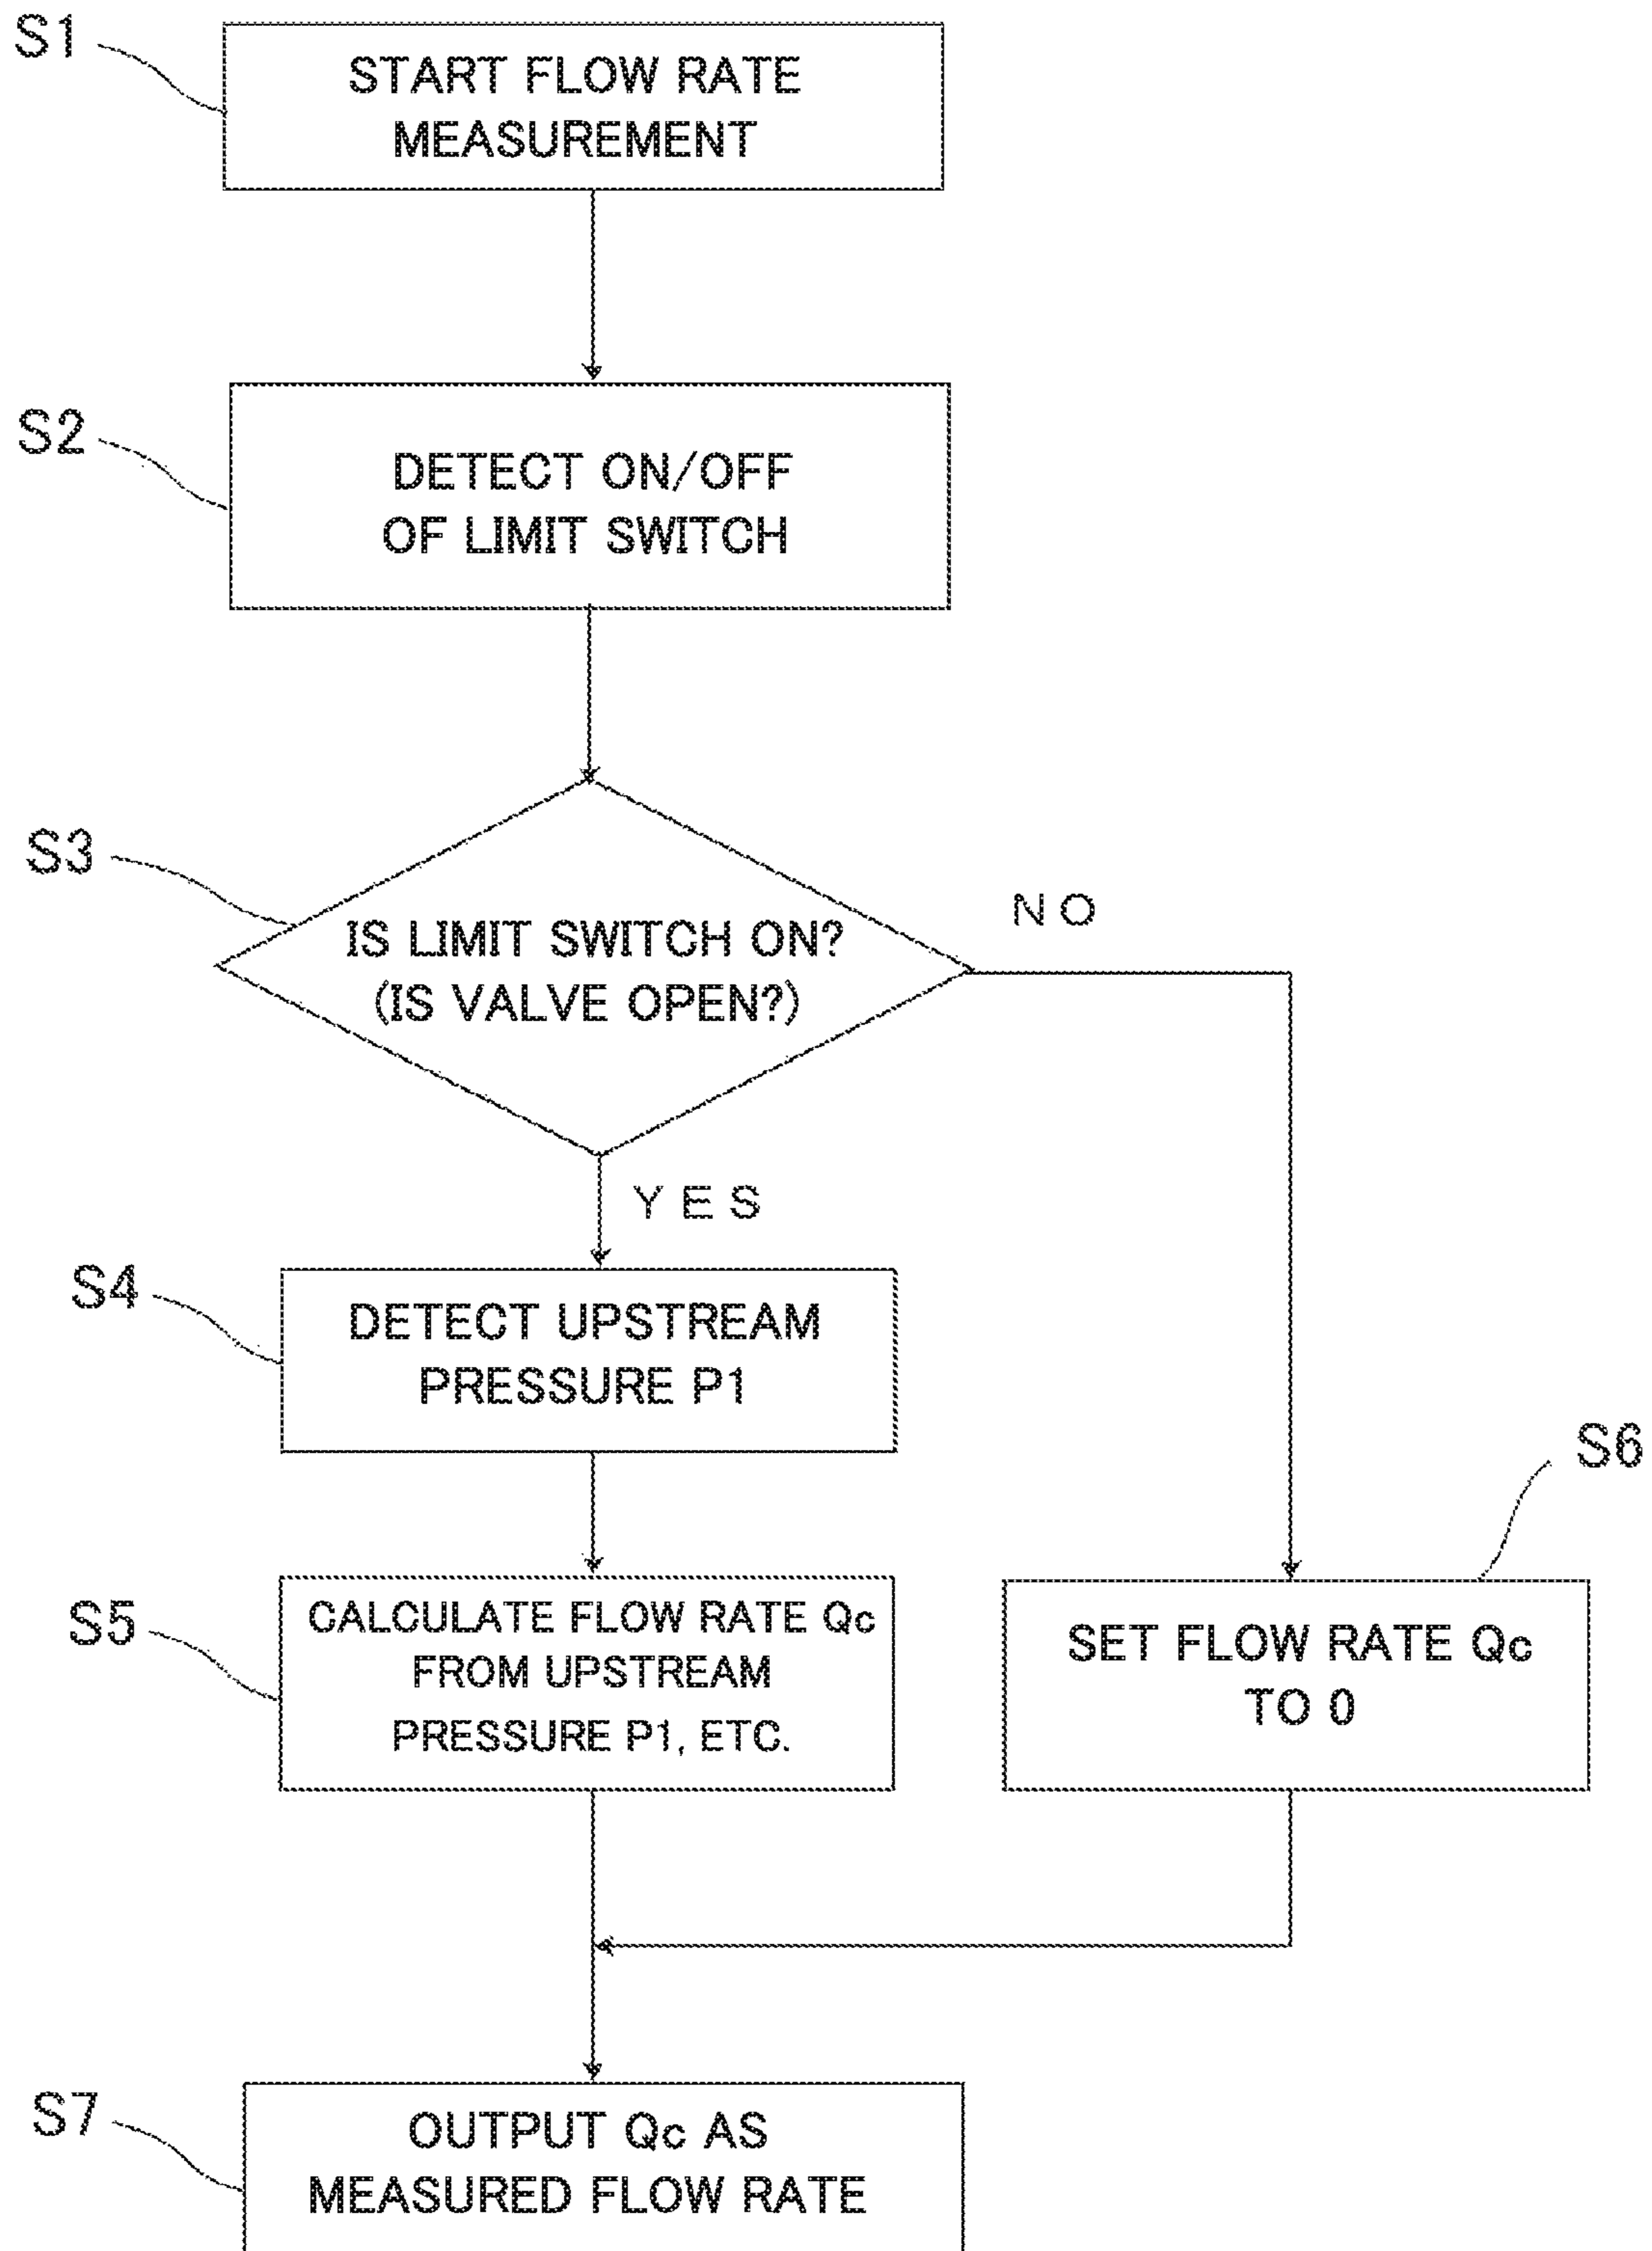 S1
START FLOW RATE
MEASUREMENT
S2
DETECT ON/OFF
OF LIMIT SWITCH
S3
IS LIMIT SWITCH ON?
(IS VALVE OPEN?)
NO
YES
S4
DETECT UPSTREAM
PRESSURE P1
S5
CALCULATE FLOW RATE Qc
FROM UPSTREAM
PRESSURE P1, ETC.
S6
SET FLOW RATE Qc
TO 0
S7
OUTPUT Qc AS
MEASURED FLOW RATE